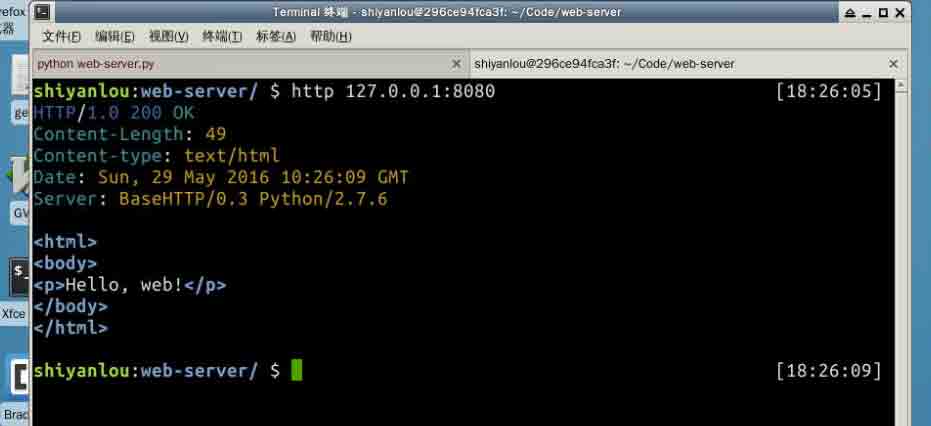 refox
Terminal 终端 - shiyanlou@296ce94fca3f: ~/Code/web-server
器
文件(F) 编辑(E) 视图(V) 终端(T) 标签(A) 帮助(H)
python web-server.py
shiyanlou@296ce94fca3f: ~/Code/web-server
shiyanlou:web-server/ $ http 127.0.0.1:8080 [18:26:05]
HTTP/1.0 200 OK
ge
Content-Length: 49
Content-type: text/html
Date: Sun, 29 May 2016 10:26:09 GMT
Server: BaseHTTP/0.3 Python/2.7.6
GV
<html>
<body>
$_
<p>Hello, web!</p>
</body>
Xfce
</html>
shiyanlou:web-server/ $ [18:26:09]
Brac